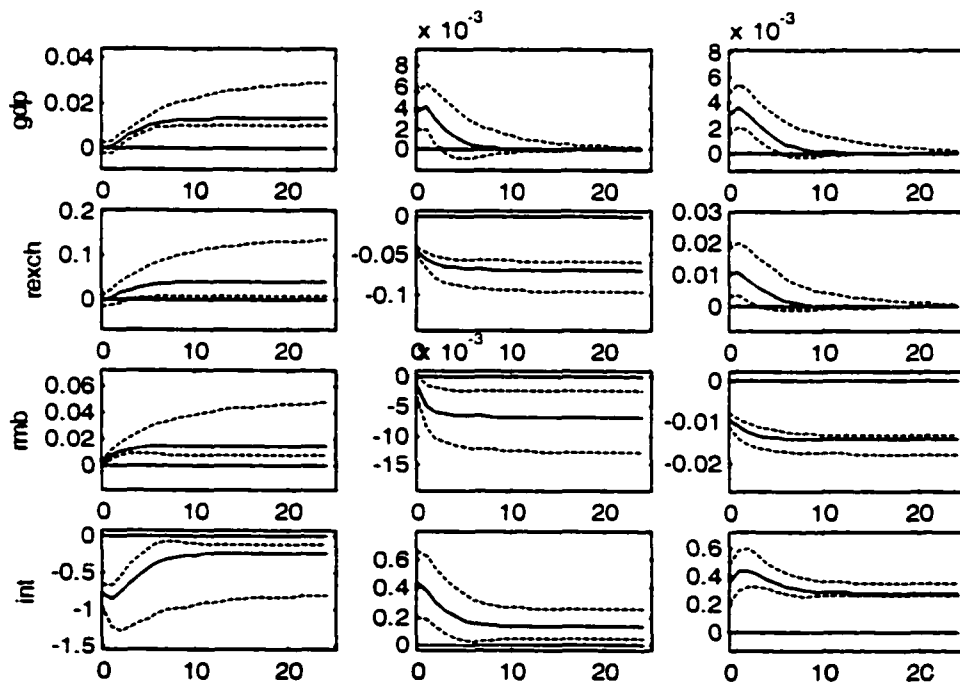 x 10^-3 x 10^-3
gdp 0.04 0.02 0 8 6 4 2 0 8 6 4 2 0
0 10 20 0 10 20 0 10 20
rexch 0.2 0.1 0 0 -0.05 -0.1 0.03 0.02 0.01 0
0 10 20 0 10 20 0 10 20
x 10^-3
rmb 0.06 0.04 0.02 0 0 -5 -10 -15 0 -0.01 -0.02
0 10 20 0 10 20 0 10 20
int 0 -0.5 -1 -1.5 0.6 0.4 0.2 0 0.6 0.4 0.2 0
0 10 20 0 10 20 0 10 20